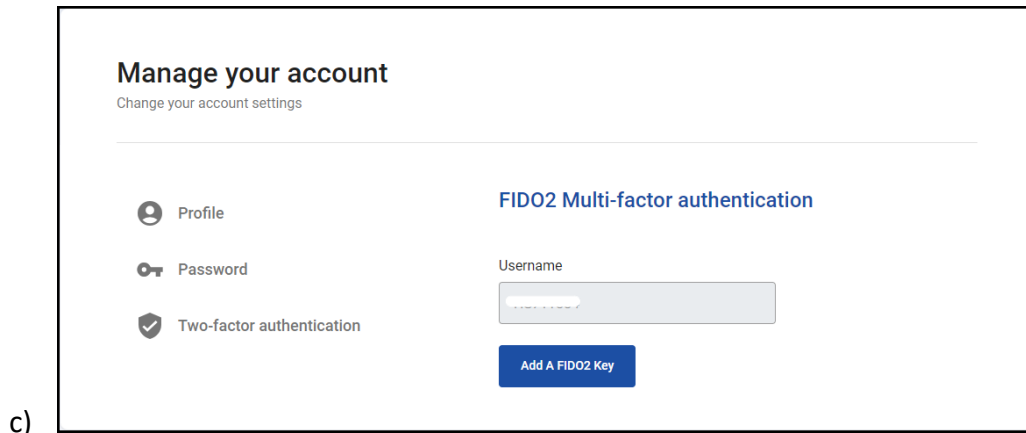 Manage your account
Change your account settings
Profile
Password
Two-factor authentication
FIDO2 Multi-factor authentication
Username
Add A FIDO2 Key
c)